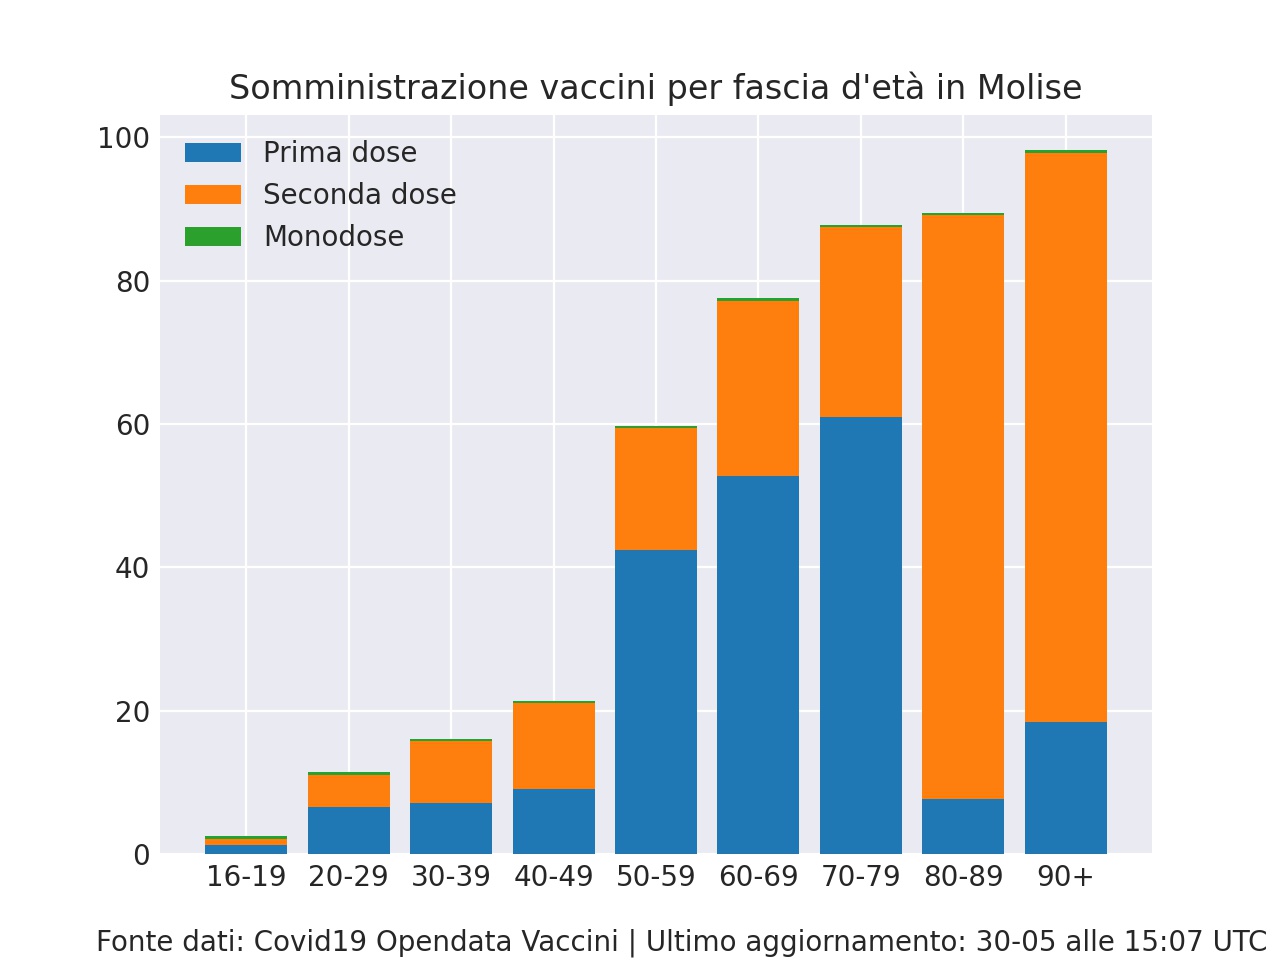 Somministrazione vaccini per fascia d'età in Molise
100
80
60
40
20
0
Prima dose
Seconda dose
Monodose
16-19 20-29 30-39 40-49 50-59 60-69 70-79 80-89 90+
Fonte dati: Covid19 Opendata Vaccini | Ultimo aggiornamento: 30-05 alle 15:07 UTC